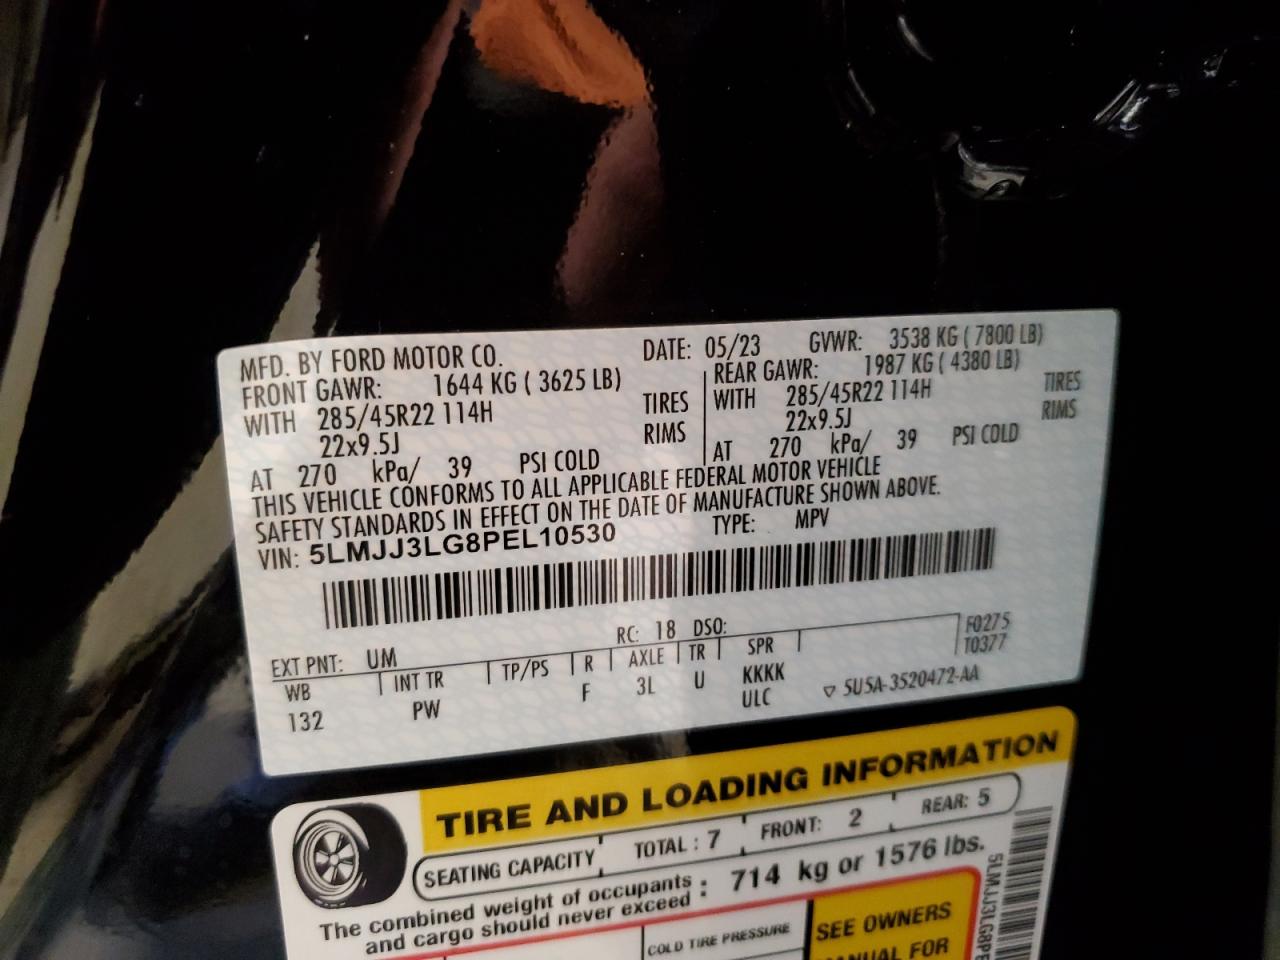 MFD. BY FORD MOTOR CO. DATE: 05/23 GVWR: 3538 KG ( 7800 LB)
FRONT GAWR: 1644 KG ( 3625 LB) REAR GAWR: 1987 KG ( 4380 LB)
WITH 285/45R22 114H TIRES WITH 285/45R22 114H TIRES
22x9.5J RIMS 22x9.5J RIMS
AT 270 kPa/ 39 PSI COLD AT 270 kPa/ 39 PSI COLD
THIS VEHICLE CONFORMS TO ALL APPLICABLE FEDERAL MOTOR VEHICLE
SAFETY STANDARDS IN EFFECT ON THE DATE OF MANUFACTURE SHOWN ABOVE.
VIN: 5LMJJ3LG8PEL10530 TYPE: MPV
EXT PNT: UM RC: 18 DSO: F0275
WB INT TR TP/PS R AXLE TR SPR T0377
132 PW F 3L U KKKK
ULC ▽ 5U5A-3520472-AA
TIRE AND LOADING INFORMATION
SEATING CAPACITY TOTAL : 7 FRONT: 2 REAR: 5
The combined weight of occupants : 714 kg or 1576 lbs.
and cargo should never exceed
COLD TIRE PRESSURE
SEE OWNERS
MANUAL FOR
5LMJJ3LG8PE